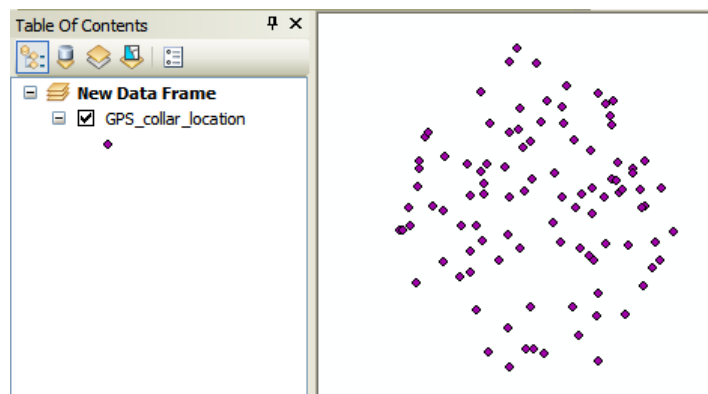 Table Of Contents
New Data Frame
GPS_collar_location